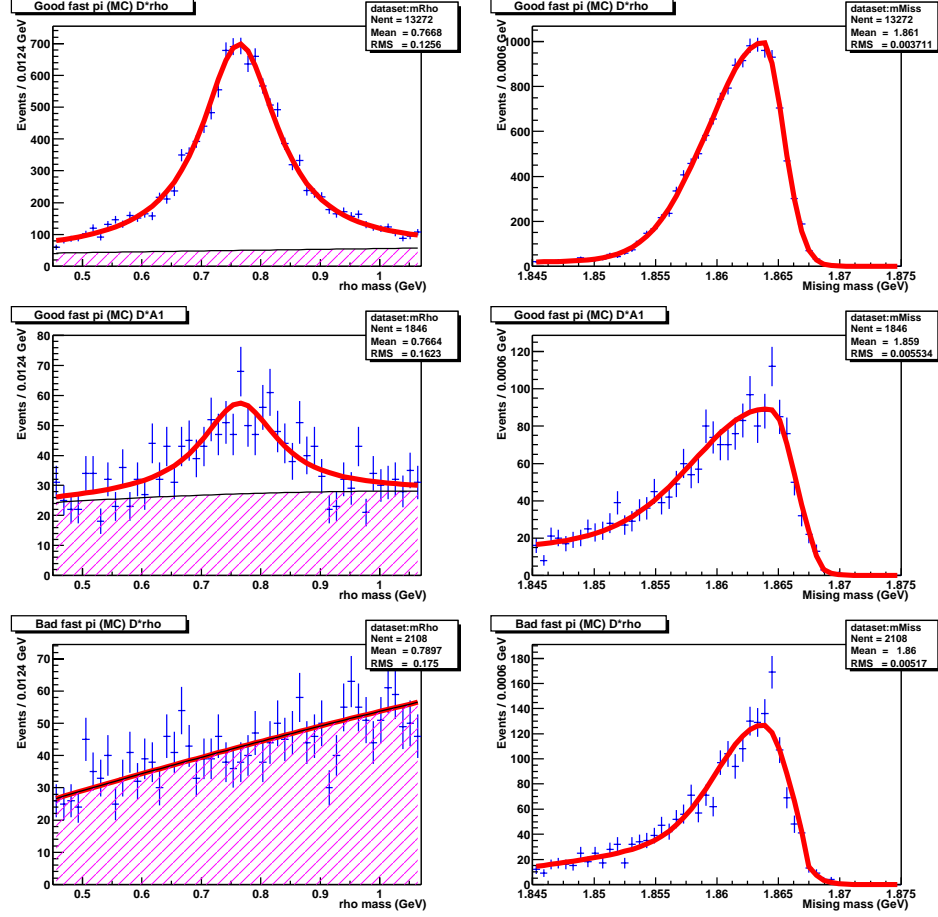 Good fast pi (MC) D*rho
dataset:mRho
Nent = 13272
Mean = 0.7668
RMS = 0.1256
Events / 0.0124 GeV
700
600
500
400
300
200
100
0
0.5 0.6 0.7 0.8 0.9 1
rho mass (GeV)
Good fast pi (MC) D*rho
dataset:mMiss
Nent = 13272
Mean = 1.861
RMS = 0.003711
Events / 0.0006 GeV
1000
800
600
400
200
0
1.845 1.85 1.855 1.86 1.865 1.87 1.875
Mising mass (GeV)
Good fast pi (MC) D*A1
dataset:mRho
Nent = 1846
Mean = 0.7664
RMS = 0.1623
Events / 0.0124 GeV
80
70
60
50
40
30
20
10
0
0.5 0.6 0.7 0.8 0.9 1
rho mass (GeV)
Good fast pi (MC) D*A1
dataset:mMiss
Nent = 1846
Mean = 1.859
RMS = 0.005534
Events / 0.0006 GeV
120
100
80
60
40
20
0
1.845 1.85 1.855 1.86 1.865 1.87 1.875
Mising mass (GeV)
Bad fast pi (MC) D*rho
dataset:mRho
Nent = 2108
Mean = 0.7897
RMS = 0.175
Events / 0.0124 GeV
70
60
50
40
30
20
10
0
0.5 0.6 0.7 0.8 0.9 1
rho mass (GeV)
Bad fast pi (MC) D*rho
dataset:mMiss
Nent = 2108
Mean = 1.86
RMS = 0.00517
Events / 0.0006 GeV
180
160
140
120
100
80
60
40
20
0
1.845 1.85 1.855 1.86 1.865 1.87 1.875
Mising mass (GeV)